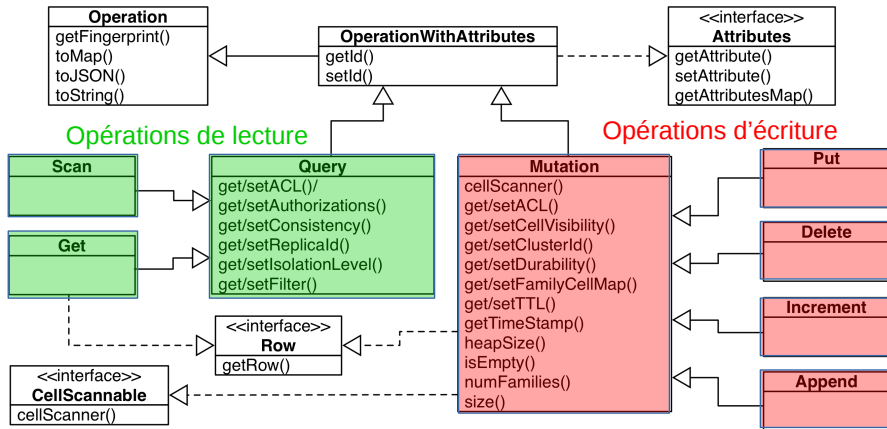 Operation
getFingerprint()
toMap()
toJSON()
toString()
OperationWithAttributes
getId()
setId()
<<interface>>
Attributes
getAttribute()
setAttribute()
getAttributesMap()
Opérations de lecture
Opérations d'écriture
Scan
Get
Query
get/setACL()/
get/setAuthorizations()
get/setConsistency()
get/setReplicaId()
get/setIsolationLevel()
get/setFilter()
Mutation
cellScanner()
get/setACL()
get/setCellVisibility()
get/setClusterId()
get/setDurability()
get/setFamilyCellMap()
get/setTTL()
getTimeStamp()
heapSize()
isEmpty()
numFamilies()
size()
Put
Delete
Increment
Append
<<interface>>
Row
getRow()
<<interface>>
CellScannable
cellScanner()